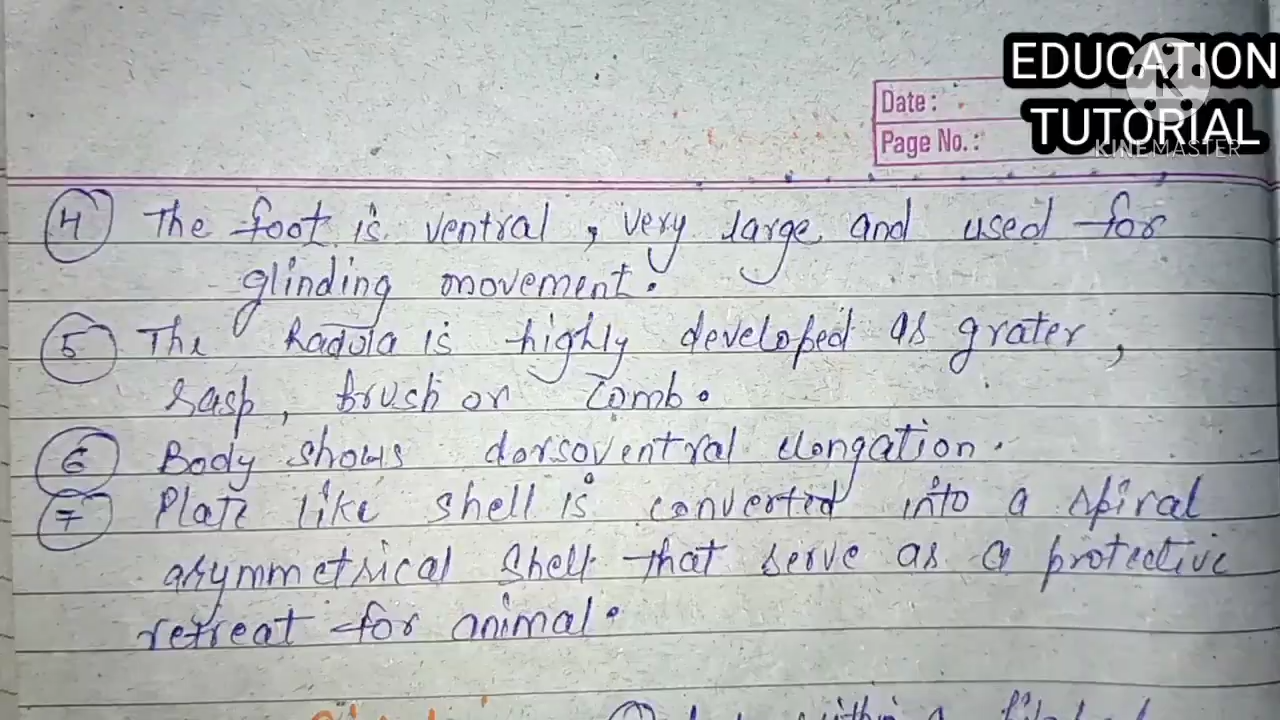 EDUCATION
TUTORIAL
KINEMASTER
Date :
Page No. :
4 The foot is ventral, very large and used for
glinding movement.
5 The Radula is highly developed as grater,
rasp, brush or comb.
6 Body shows dorsoventral elongation.
7 Plate like shell is converted into a spiral
asymmetrical shell that serve as a protective
retreat for animal.